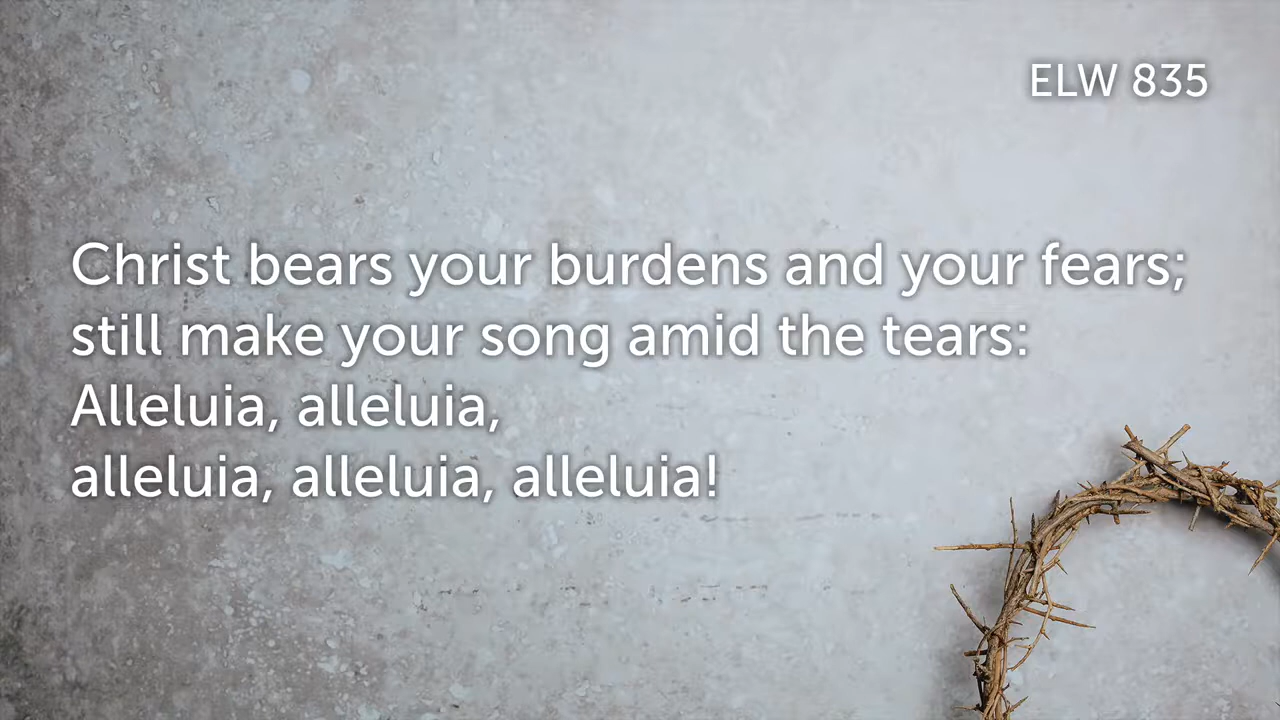 ELW 835
Christ bears your burdens and your fears;
still make your song amid the tears:
Alleluia, alleluia,
alleluia, alleluia, alleluia!